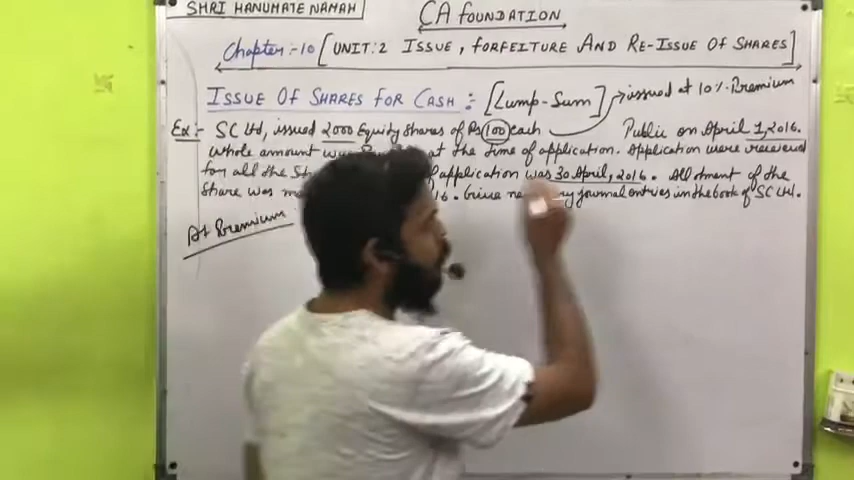 SHRI HANUMATE NAMAH
CA FOUNDATION
Chapter:-10 [UNIT:2 ISSUE, FORFEITURE AND RE-ISSUE OF SHARES]
ISSUE OF SHARES FOR CASH :- [Lump-Sum] issued at 10% Premium
Ex:- SC Ltd, issued 2000 Equity shares of Rs 100 each Public on April 1, 2016.
Whole amount was at the time of application. Application were received
for all the of application was 30 April, 2016. Allotment of the
Share was 16. Give journal entries in the book of SC Ltd.
At Premium